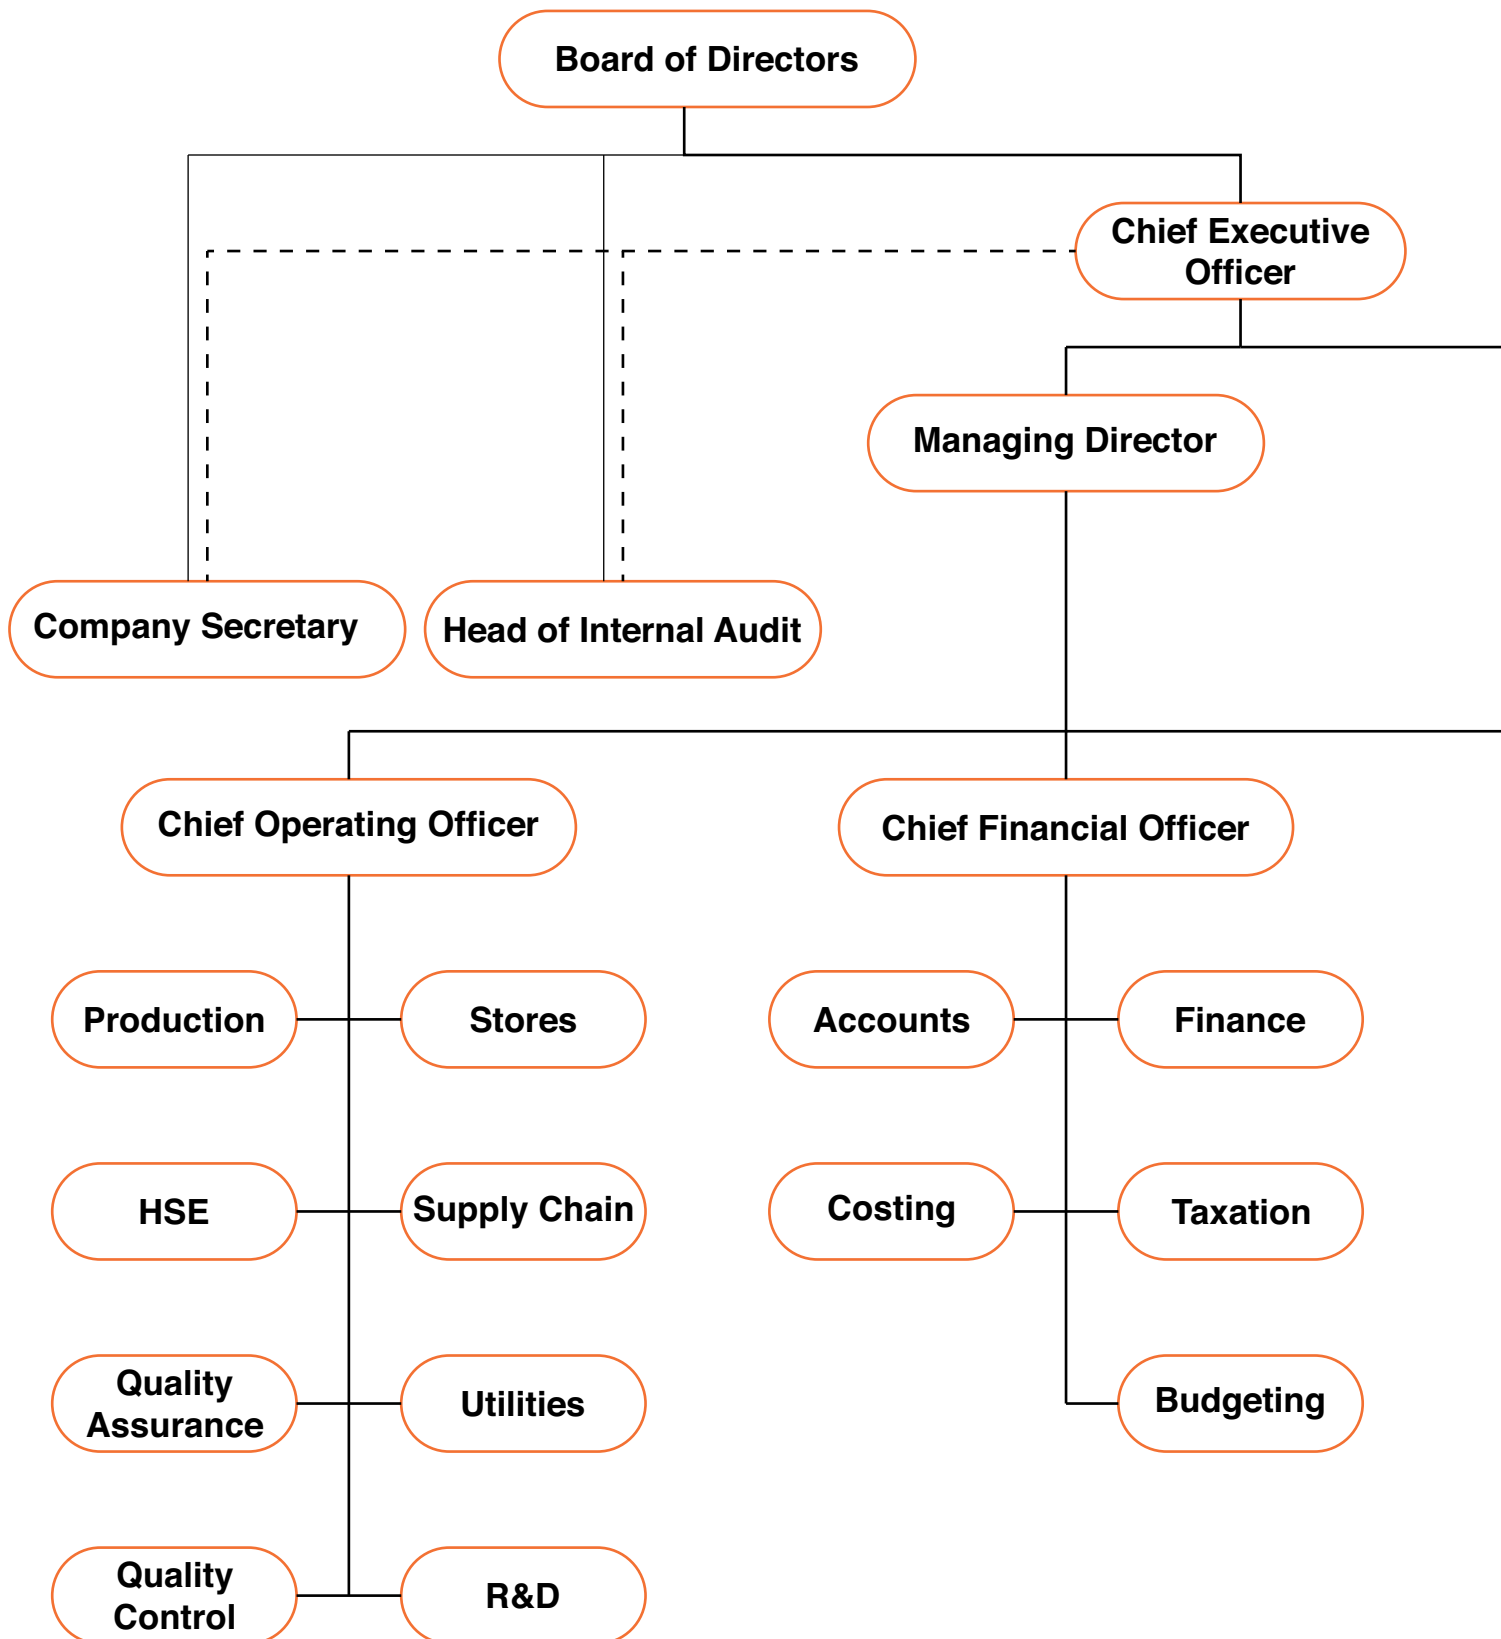 Board of Directors
Chief Executive
Officer
Managing Director
Company Secretary
Head of Internal Audit
Chief Operating Officer
Chief Financial Officer
Production
Stores
Accounts
Finance
HSE
Supply Chain
Costing
Taxation
Quality
Assurance
Utilities
Budgeting
Quality
Control
R&D